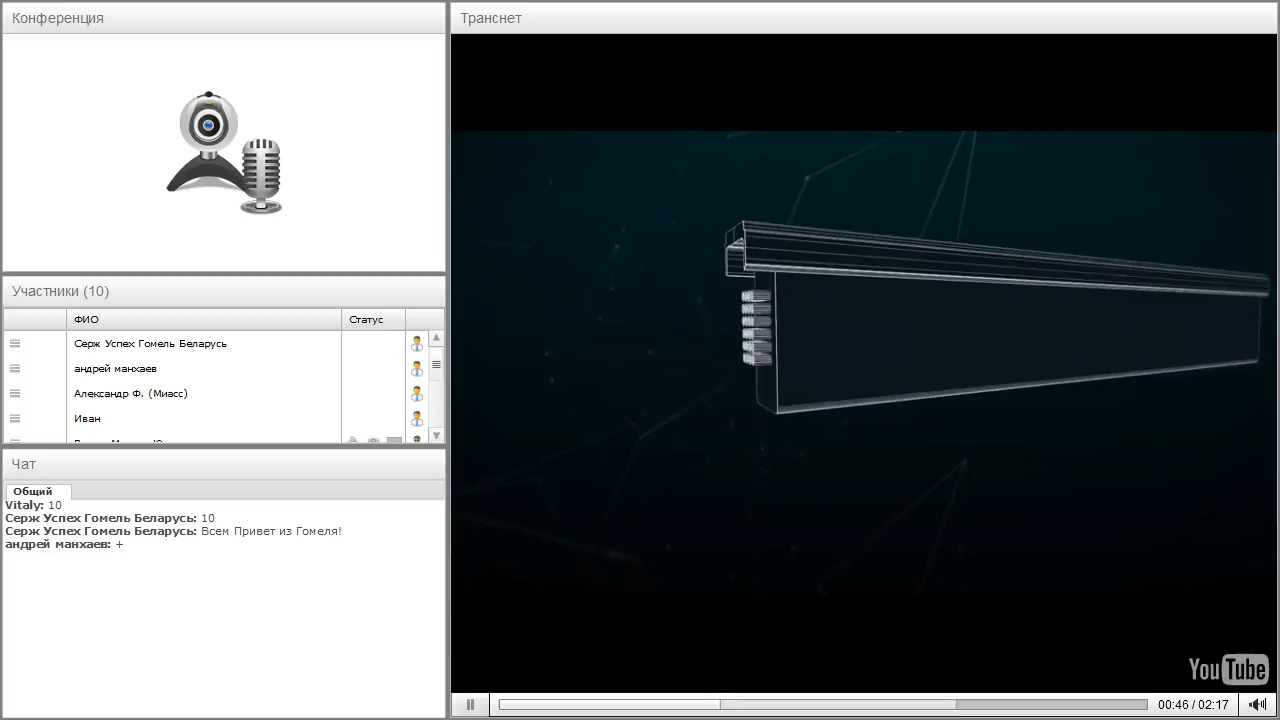 Конференция
Транснет
Участники (10)
ФИО Статус
Серж Успех Гомель Беларусь
андрей манхаев
Александр Ф. (Миасс)
Иван
Чат
Общий
Vitaly: 10
Серж Успех Гомель Беларусь: 10
Серж Успех Гомель Беларусь: Всем Привет из Гомеля!
андрей манхаев: +
YouTube
00:46 / 02:17